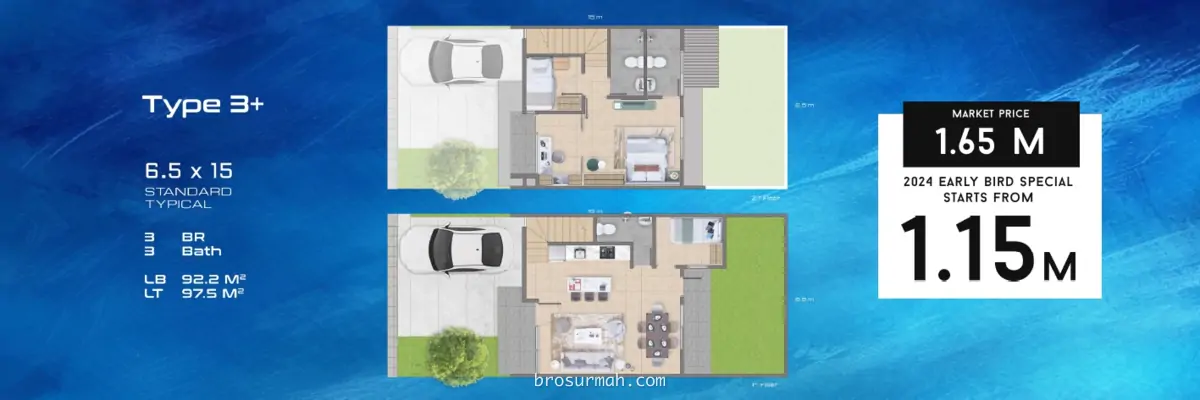 Type 3+
6.5 x 15
STANDARD
TYPICAL
3 BR
3 Bath
LB 92.2 M²
LT 97.5 M²
15 m
6.5 m
2ⁿᵈ Floor
15 m
6.5 m
1ˢᵗ Floor
MARKET PRICE
1.65 M
2024 EARLY BIRD SPECIAL
STARTS FROM
1.15 M
brosurmah.com